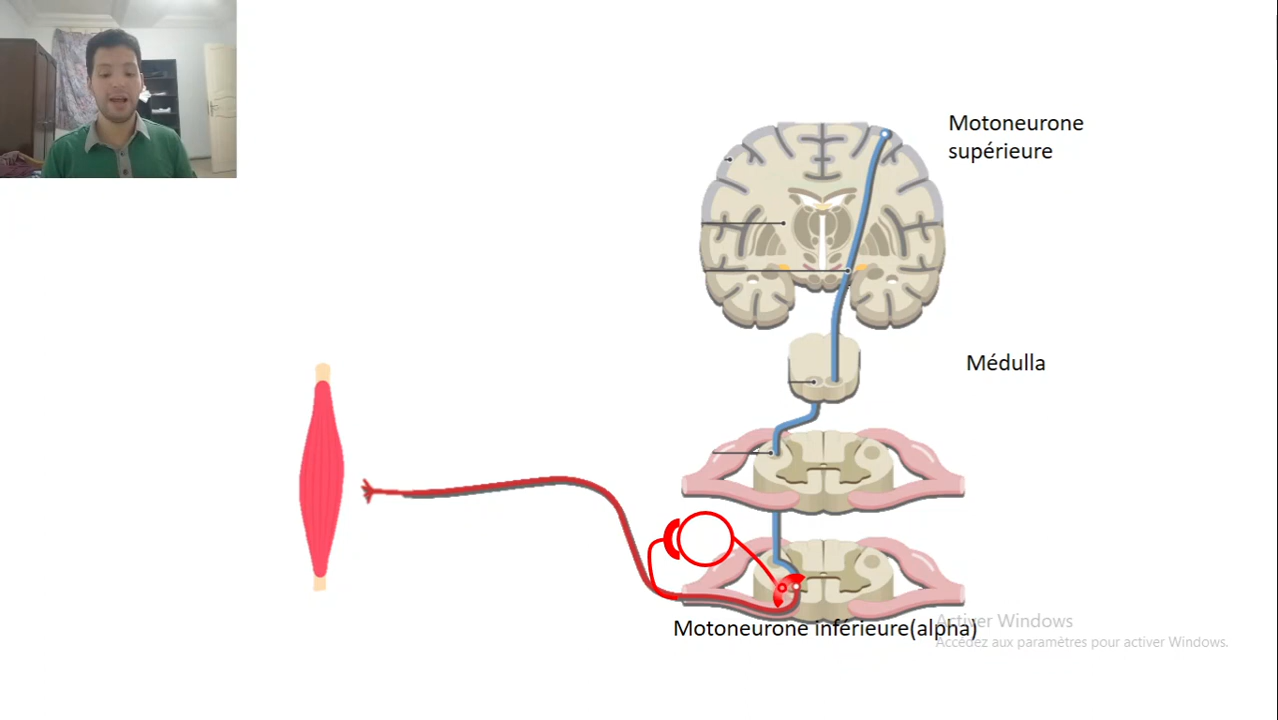 Motoneurone
supérieure
Médulla
Motoneurone inférieure(alpha)
Activer Windows
Accédez aux paramètres pour activer Windows.